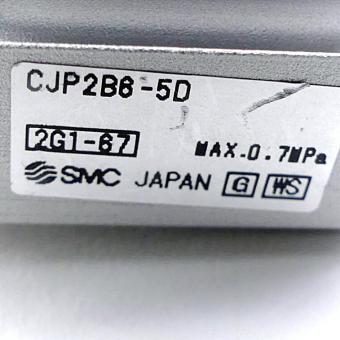 CJP2B6-5D
2G1-67 MAX.0.7MPa
SMC JAPAN G WS